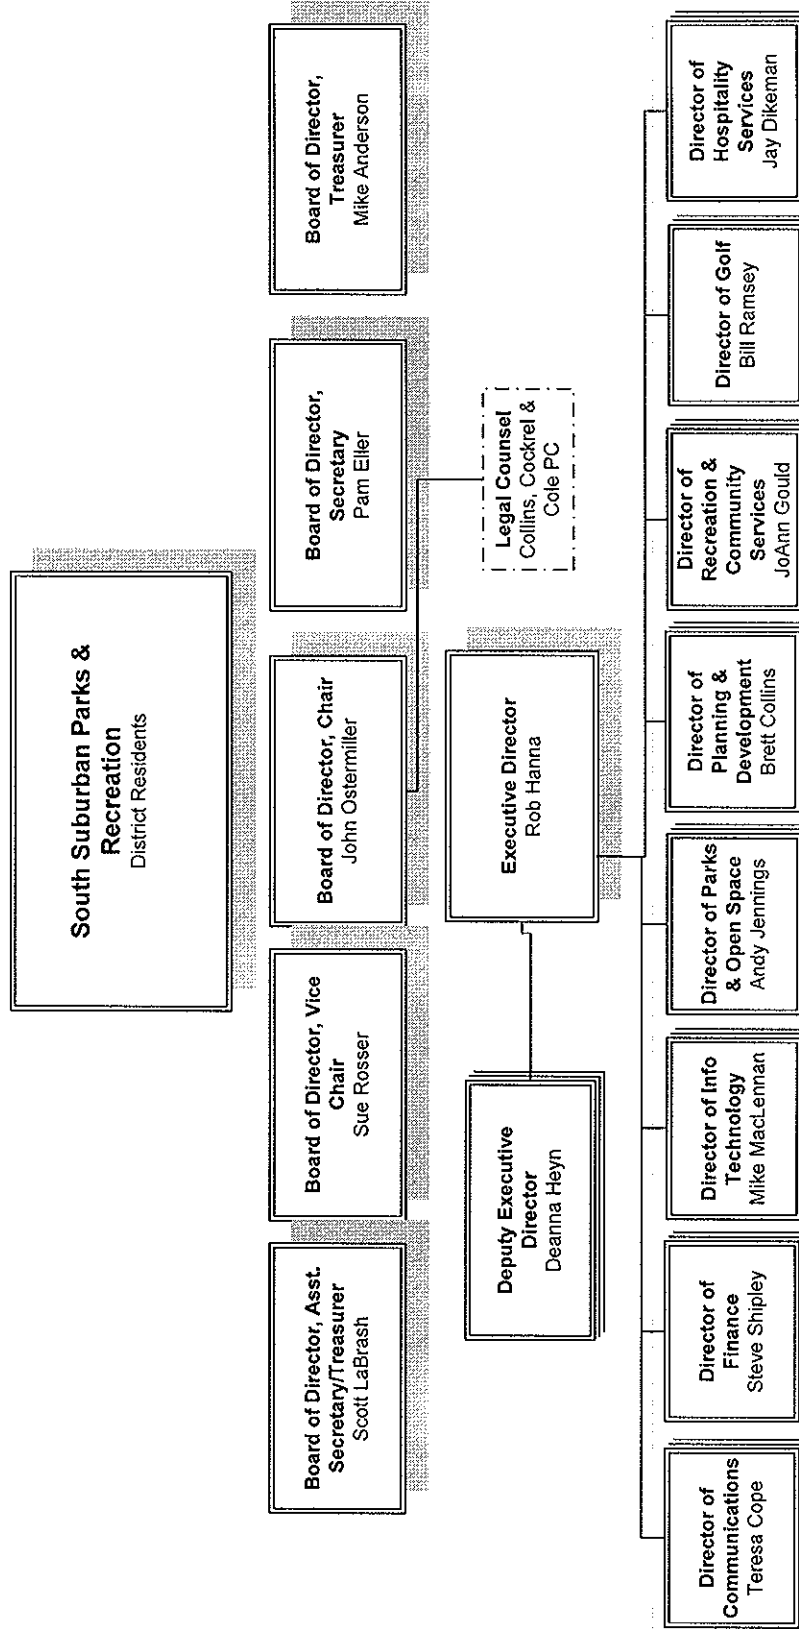 South Suburban Parks &
Recreation
District Residents
Board of Director, Asst.
Secretary/Treasurer
Scott LaBrash
Board of Director, Vice
Chair
Sue Rosser
Board of Director, Chair
John Ostermiller
Board of Director,
Secretary
Pam Eller
Board of Director,
Treasurer
Mike Anderson
Legal Counsel
Collins, Cockrel &
Cole PC
Deputy Executive
Director
Deanna Heyn
Executive Director
Rob Hanna
Director of
Communications
Teresa Cope
Director of
Finance
Steve Shipley
Director of Info
Technology
Mike MacLennan
Director of Parks
& Open Space
Andy Jennings
Director of
Planning &
Development
Brett Collins
Director of
Recreation &
Community
Services
JoAnn Gould
Director of Golf
Bill Ramsey
Director of
Hospitality
Services
Jay Dikeman